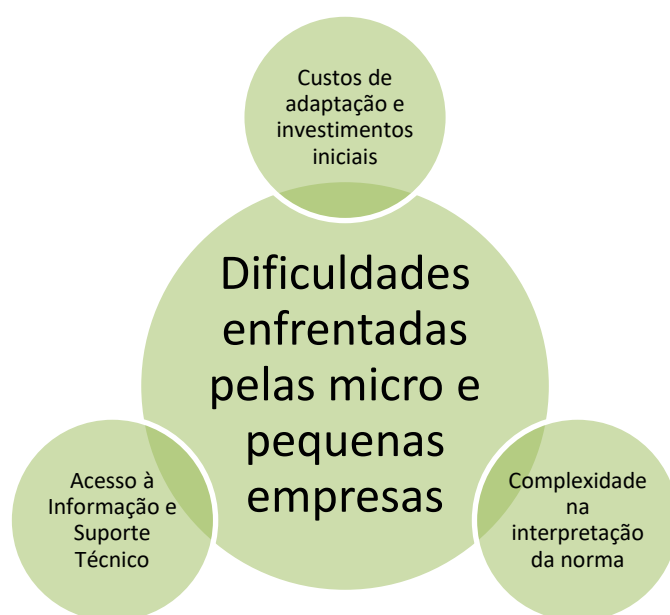 Custos de
adaptação e
investimentos
iniciais
Dificuldades
enfrentadas
pelas micro e
pequenas
empresas
Acesso à
Informação e
Suporte
Técnico
Complexidade
na
interpretação
da norma